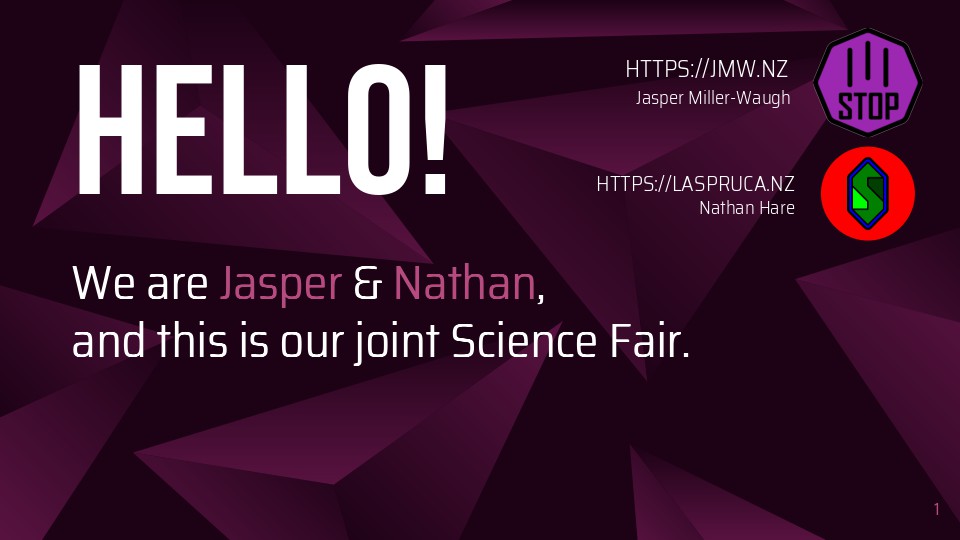 HELLO!
HTTPS://JMW.NZ
Jasper Miller-Waugh
STOP
HTTPS://LASPRUCA.NZ
Nathan Hare
S
We are Jasper & Nathan,
and this is our joint Science Fair.
1